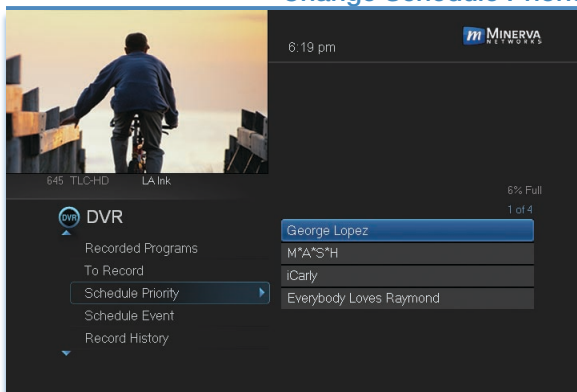 Change Schedule Priori
6:19 pm
m MINERVA
NETWORKS
645 TLC-HD LA Ink
6% Full
1 of 4
DVR DVR
George Lopez
Recorded Programs
M*A*S*H
To Record
iCarly
Schedule Priority
Everybody Loves Raymond
Schedule Event
Record History